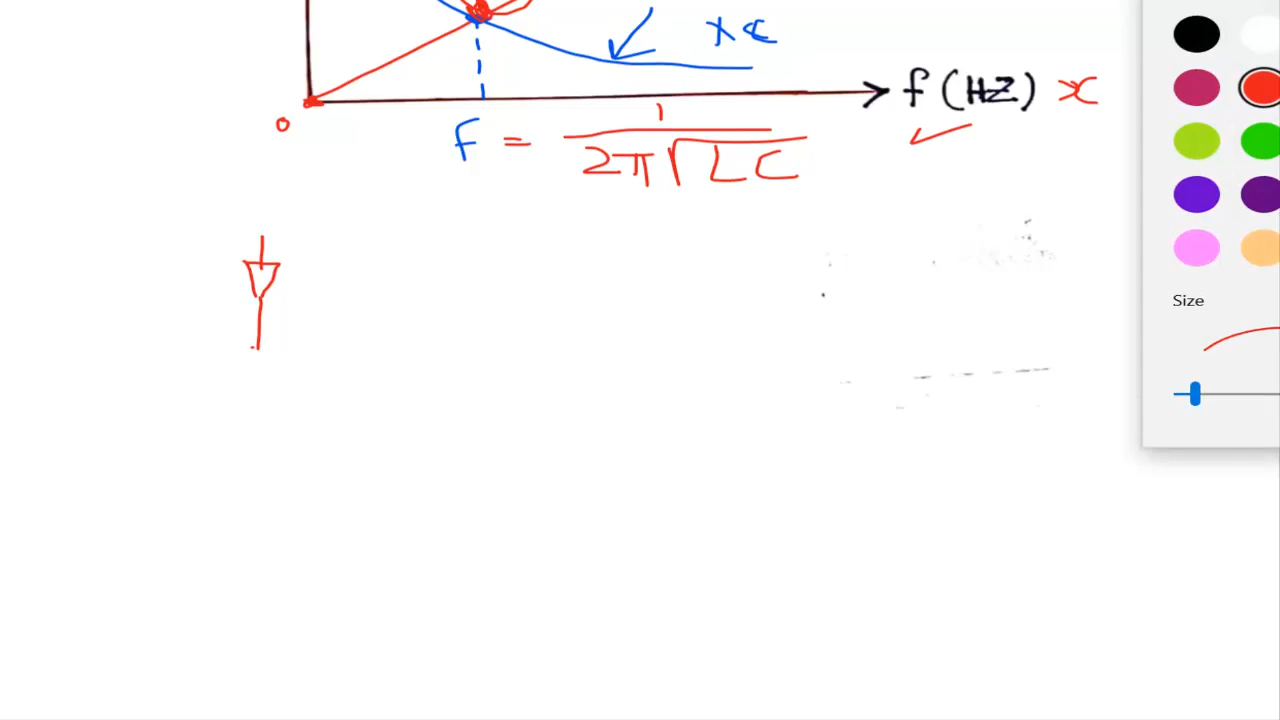 Xc
f (HZ) x
0
F = 1 / 2π√LC
Size